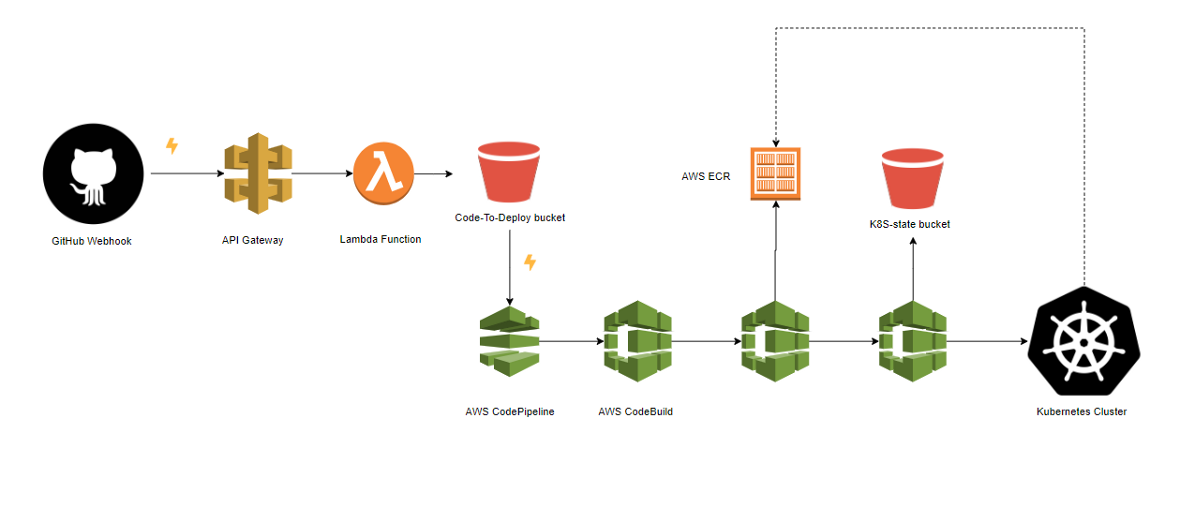 AWS ECR
Code-To-Deploy bucket
K8S-state bucket
GitHub Webhook
API Gateway
Lambda Function
AWS CodePipeline
AWS CodeBuild
Kubernetes Cluster